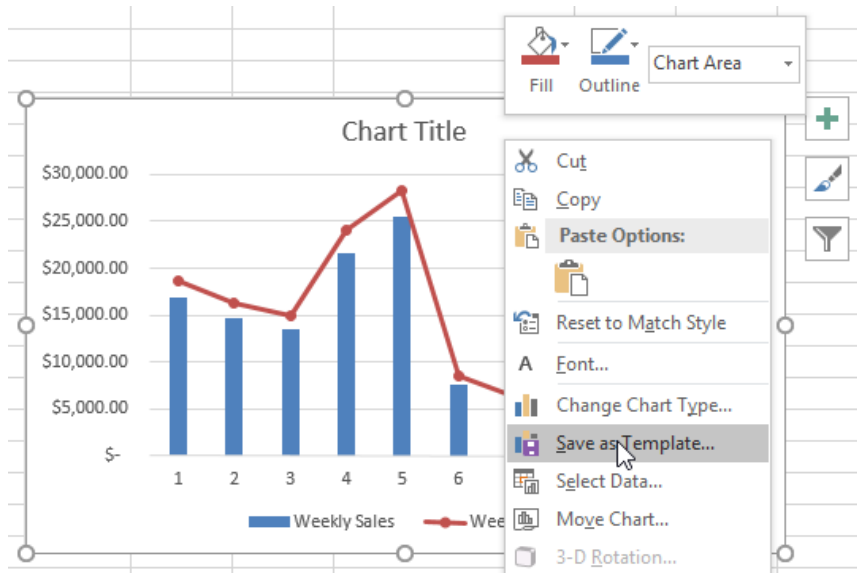 Fill Outline Chart Area
Chart Title
$30,000.00
$25,000.00
$20,000.00
$15,000.00
$10,000.00
$5,000.00
$-
1 2 3 4 5 6
Weekly Sales Wee
Cut
Copy
Paste Options:
Reset to Match Style
A Font...
Change Chart Type...
Save as Template...
Select Data...
Move Chart...
3-D Rotation...